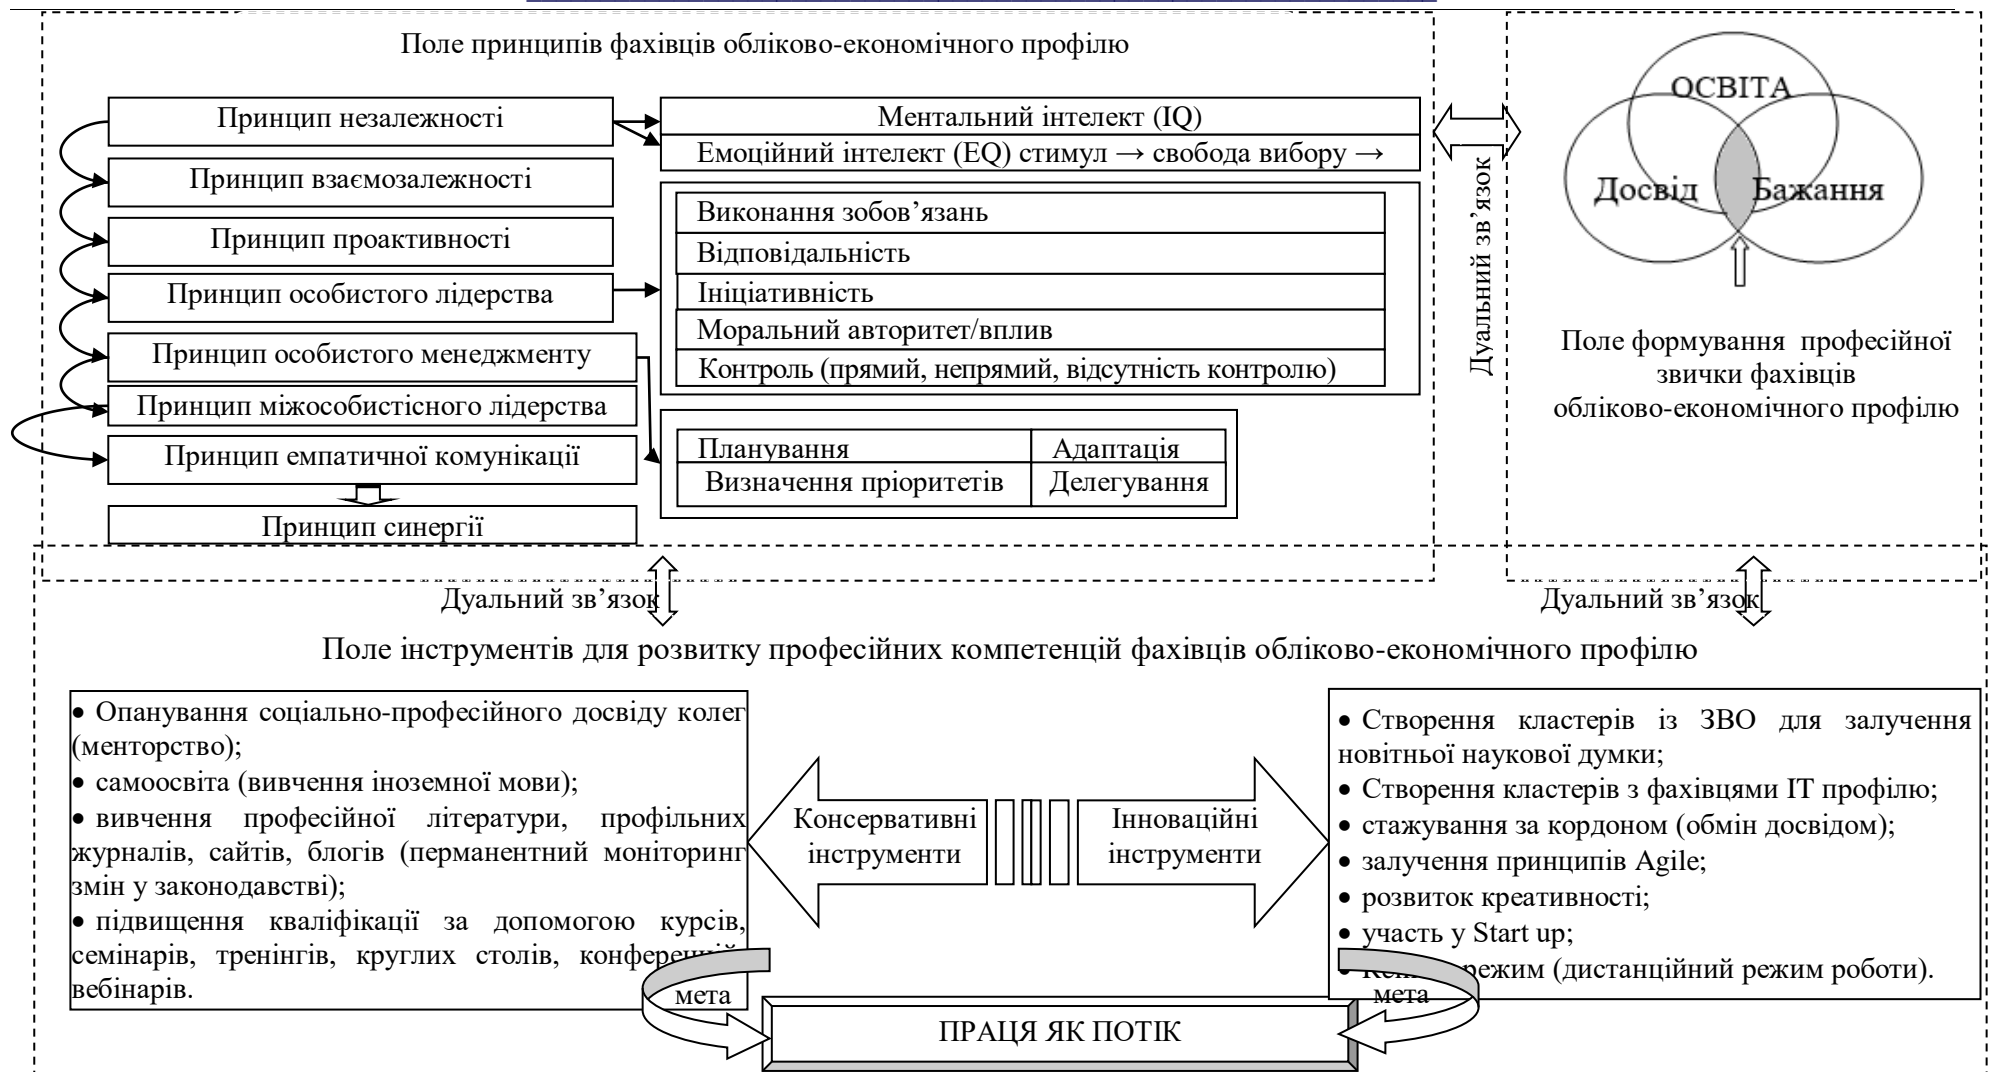 Поле принципів фахівців обліково-економічного профілю
Принцип незалежності
Принцип взаємозалежності
Принцип проактивності
Принцип особистого лідерства
Принцип особистого менеджменту
Принцип міжособистісного лідерства
Принцип емпатичної комунікації
Принцип синергії
Ментальний інтелект (IQ)
Емоційний інтелект (EQ) стимул → свобода вибору →
Виконання зобов’язань
Відповідальність
Ініціативність
Моральний авторитет/вплив
Контроль (прямий, непрямий, відсутність контролю)
Планування
Адаптація
Визначення пріоритетів
Делегування
Дуальний зв’язок
ОСВІТА
Досвід
Бажання
Поле формування професійної
звички фахівців
обліково-економічного профілю
Дуальний зв’язок
Дуальний зв’язок
Поле інструментів для розвитку професійних компетенцій фахівців обліково-економічного профілю
• Опанування соціально-професійного досвіду колег
(менторство);
• самоосвіта (вивчення іноземної мови);
• вивчення професійної літератури, профільних
журналів, сайтів, блогів (перманентний моніторинг
змін у законодавстві);
• підвищення кваліфікації за допомогою курсів,
семінарів, тренінгів, круглих столів, конференцій,
вебінарів.
Консервативні
інструменти
Інноваційні
інструменти
• Створення кластерів із ЗВО для залучення
новітньої наукової думки;
• Створення кластерів з фахівцями ІТ профілю;
• стажування за кордоном (обмін досвідом);
• залучення принципів Agile;
• розвиток креативності;
• участь у Start up;
режим (дистанційний режим роботи).
мета
мета
ПРАЦЯ ЯК ПОТІК